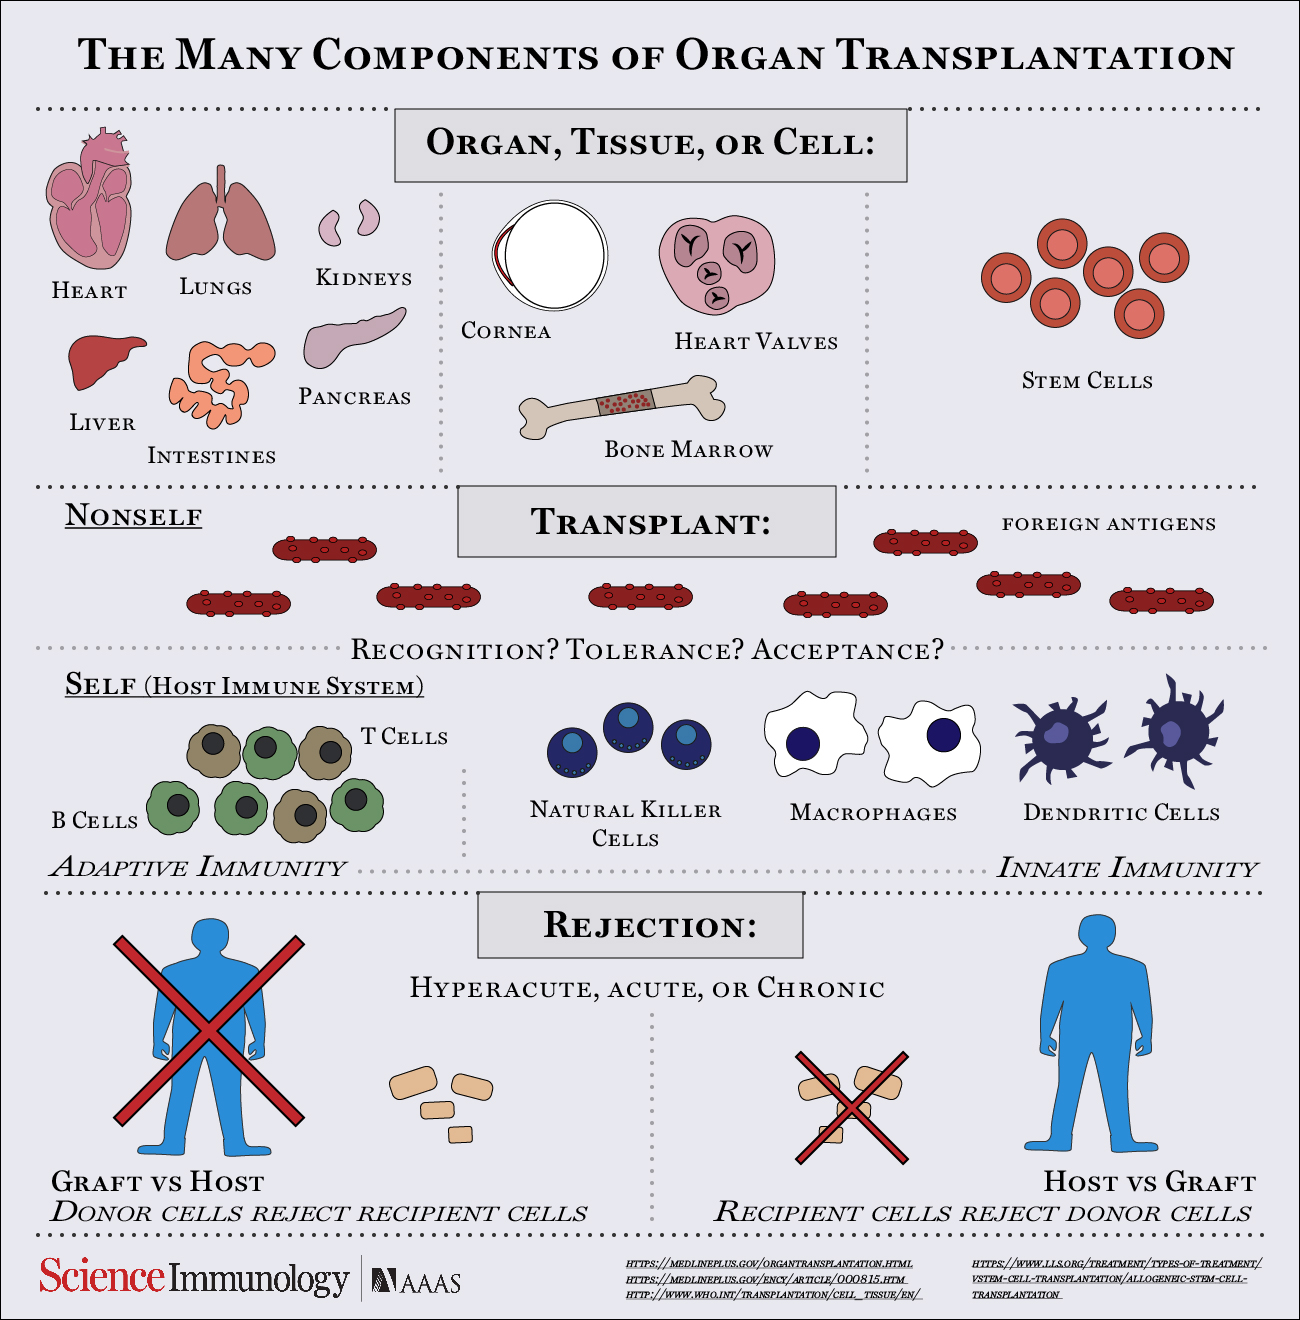 The Many Components of Organ Transplantation
Organ, Tissue, or Cell:
Heart
Lungs
Kidneys
Liver
Intestines
Pancreas
Cornea
Heart Valves
Bone Marrow
Stem Cells
Nonself
Transplant:
foreign antigens
Recognition? Tolerance? Acceptance?
Self (Host Immune System)
T Cells
B Cells
Adaptive Immunity
Natural Killer
Cells
Macrophages
Dendritic Cells
Innate Immunity
Rejection:
Hyperacute, acute, or Chronic
Graft vs Host
Donor cells reject recipient cells
Host vs Graft
Recipient cells reject donor cells
Science Immunology
AAAS
https://medlineplus.gov/organtransplantation.html
https://medlineplus.gov/ency/article/000815.htm
http://www.who.int/transplantation/cell_tissue/en/
https://www.lls.org/treatment/types-of-treatment/
vstem-cell-transplantation/allogeneic-stem-cell-
transplantation